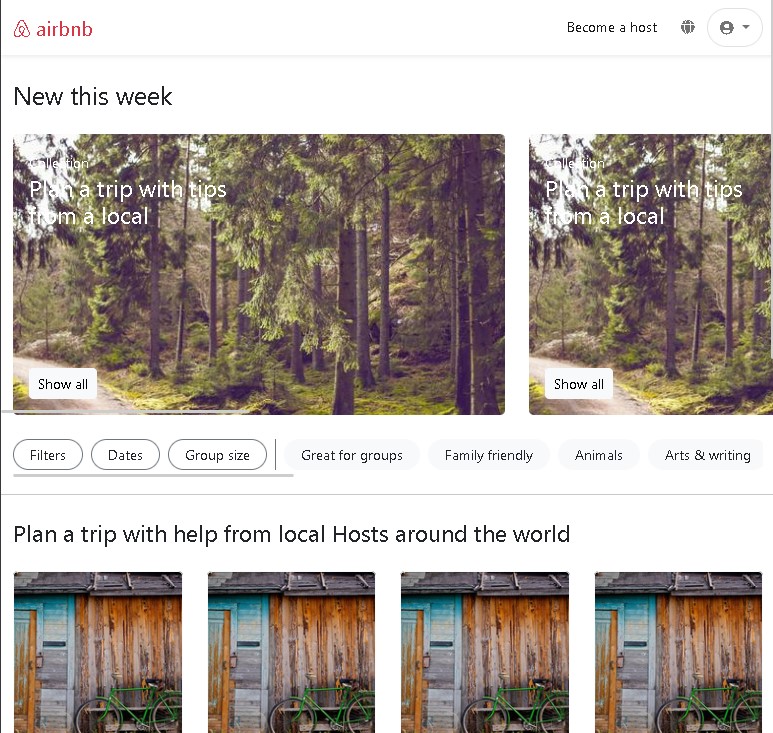 airbnb
Become a host
New this week
Collection
Plan a trip with tips
from a local
Show all
Collection
Plan a trip with tips
from a local
Show all
Filters
Dates
Group size
Great for groups
Family friendly
Animals
Arts & writing
Plan a trip with help from local Hosts around the world